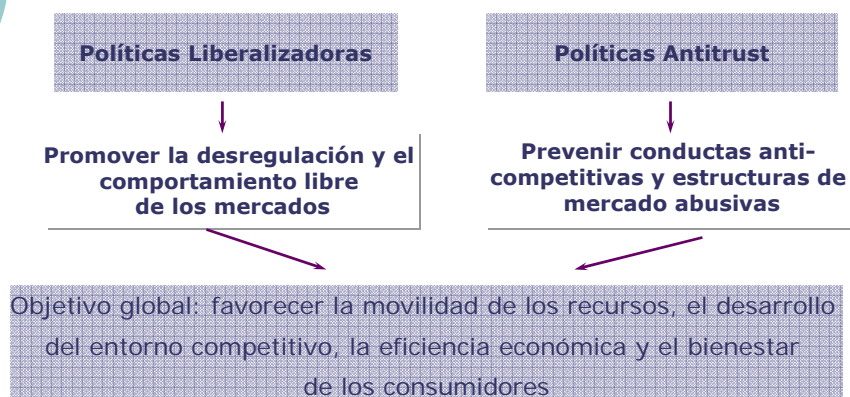 Políticas Liberalizadoras
Políticas Antitrust
Promover la desregulación y el
comportamiento libre
de los mercados
Prevenir conductas anti-
competitivas y estructuras de
mercado abusivas
Objetivo global: favorecer la movilidad de los recursos, el desarrollo
del entorno competitivo, la eficiencia económica y el bienestar
de los consumidores